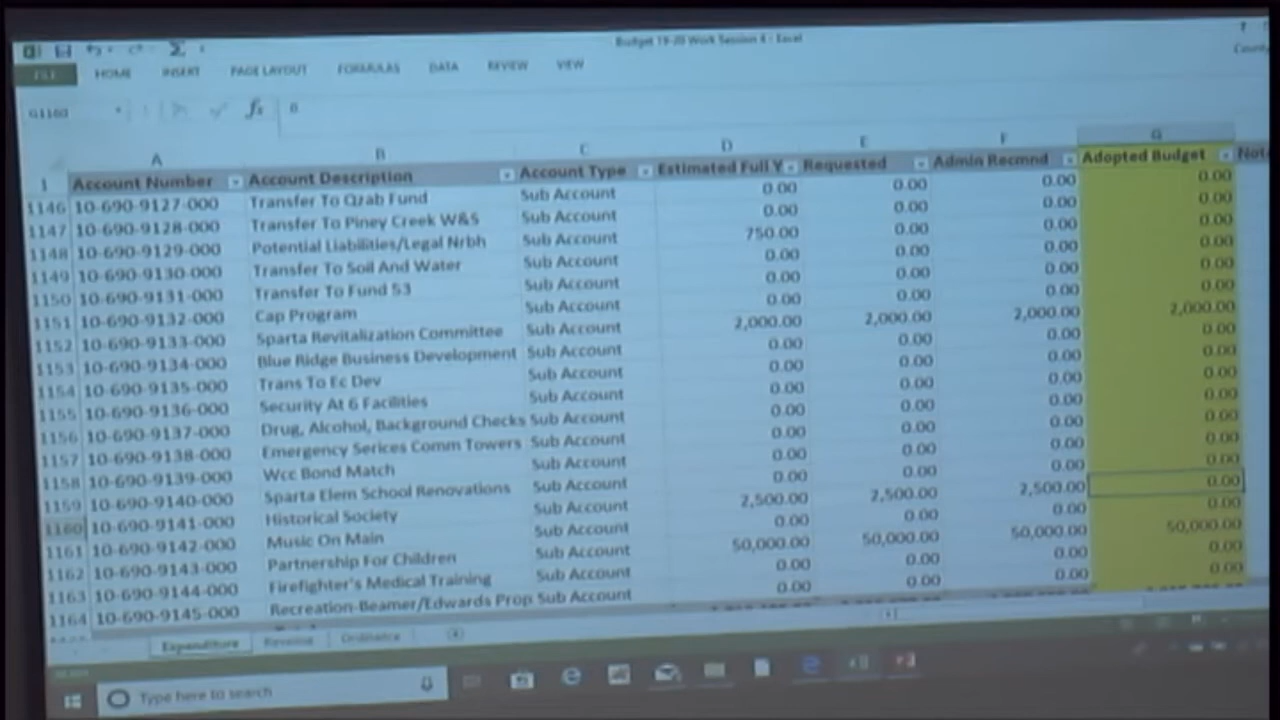 Budget 19-20 Work Session 4 - Excel
FILE HOME INSERT PAGE LAYOUT FORMULAS DATA REVIEW VIEW
G1160 fx 0
A B C D E F G
1 Account Number Account Description Account Type Estimated Full Y Requested Admin Recmnd Adopted Budget
1146 10-690-9127-000 Transfer To Qzab Fund Sub Account 0.00 0.00 0.00 0.00
1147 10-690-9128-000 Transfer To Piney Creek W&S Sub Account 0.00 0.00 0.00 0.00
1148 10-690-9129-000 Potential Liabilities/Legal Nrbh Sub Account 750.00 0.00 0.00 0.00
1149 10-690-9130-000 Transfer To Soil And Water Sub Account 0.00 0.00 0.00 0.00
1150 10-690-9131-000 Transfer To Fund 53 Sub Account 0.00 0.00 0.00 0.00
1151 10-690-9132-000 Cap Program Sub Account 0.00 0.00 0.00 0.00
1152 10-690-9133-000 Sparta Revitalization Committee Sub Account 2,000.00 2,000.00 2,000.00 2,000.00
1153 10-690-9134-000 Blue Ridge Business Development Sub Account 0.00 0.00 0.00 0.00
1154 10-690-9135-000 Trans To Ec Dev Sub Account 0.00 0.00 0.00 0.00
1155 10-690-9136-000 Security At 6 Facilities Sub Account 0.00 0.00 0.00 0.00
1156 10-690-9137-000 Drug, Alcohol, Background Checks Sub Account 0.00 0.00 0.00 0.00
1157 10-690-9138-000 Emergency Serices Comm Towers Sub Account 0.00 0.00 0.00 0.00
1158 10-690-9139-000 Wcc Bond Match Sub Account 0.00 0.00 0.00 0.00
1159 10-690-9140-000 Sparta Elem School Renovations Sub Account 0.00 0.00 0.00 0.00
1160 10-690-9141-000 Historical Society Sub Account 2,500.00 2,500.00 2,500.00 0.00
1161 10-690-9142-000 Music On Main Sub Account 0.00 0.00 0.00 0.00
1162 10-690-9143-000 Partnership For Children Sub Account 50,000.00 50,000.00 50,000.00 50,000.00
1163 10-690-9144-000 Firefighter's Medical Training Sub Account 0.00 0.00 0.00 0.00
1164 10-690-9145-000 Recreation-Beamer/Edwards Prop Sub Account 0.00 0.00 0.00 0.00
Expenditure Revenue Ordinance
Type here to search